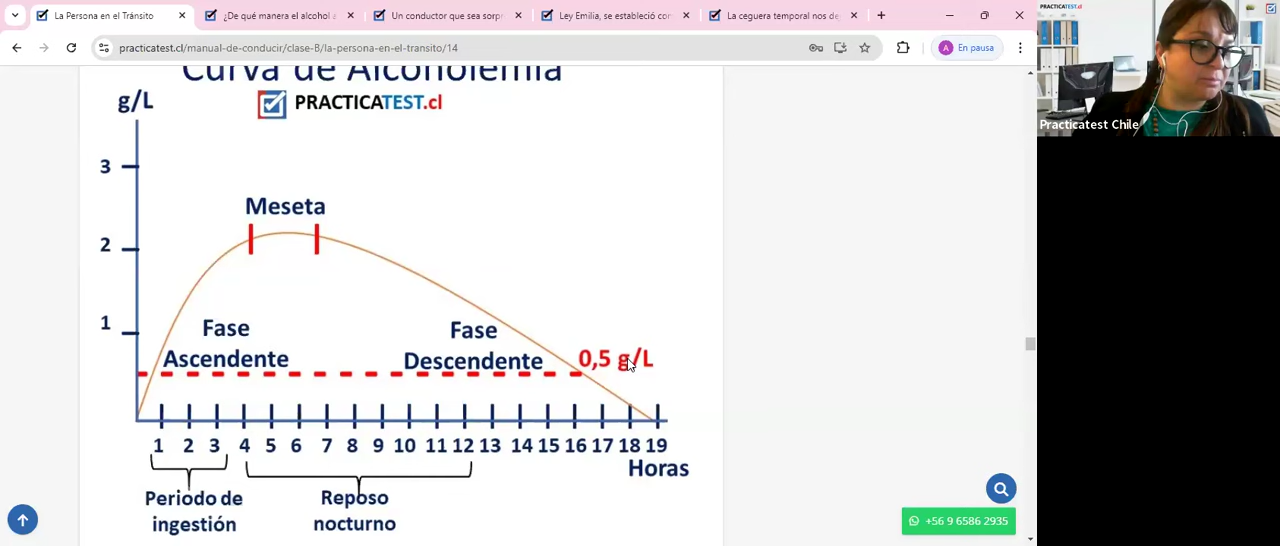 La Persona en el Tránsito
¿De qué manera el alcohol a
Un conductor que sea sorpr
Ley Emilia, se estableció con
La ceguera temporal nos de
practicatest.cl/manual-de-conducir/clase-B/la-persona-en-el-transito/14
A
En pausa
PRACTICATEST.cl
Practicatest Chile
Curva de Alcoholemia
g/L
PRACTICATEST.cl
3
Meseta
2
1
Fase
Ascendente
Fase
Descendente
0,5 g/L
1 2 3 4 5 6 7 8 9 10 11 12 13 14 15 16 17 18 19
Horas
Periodo de
ingestión
Reposo
nocturno
+56 9 6586 2935